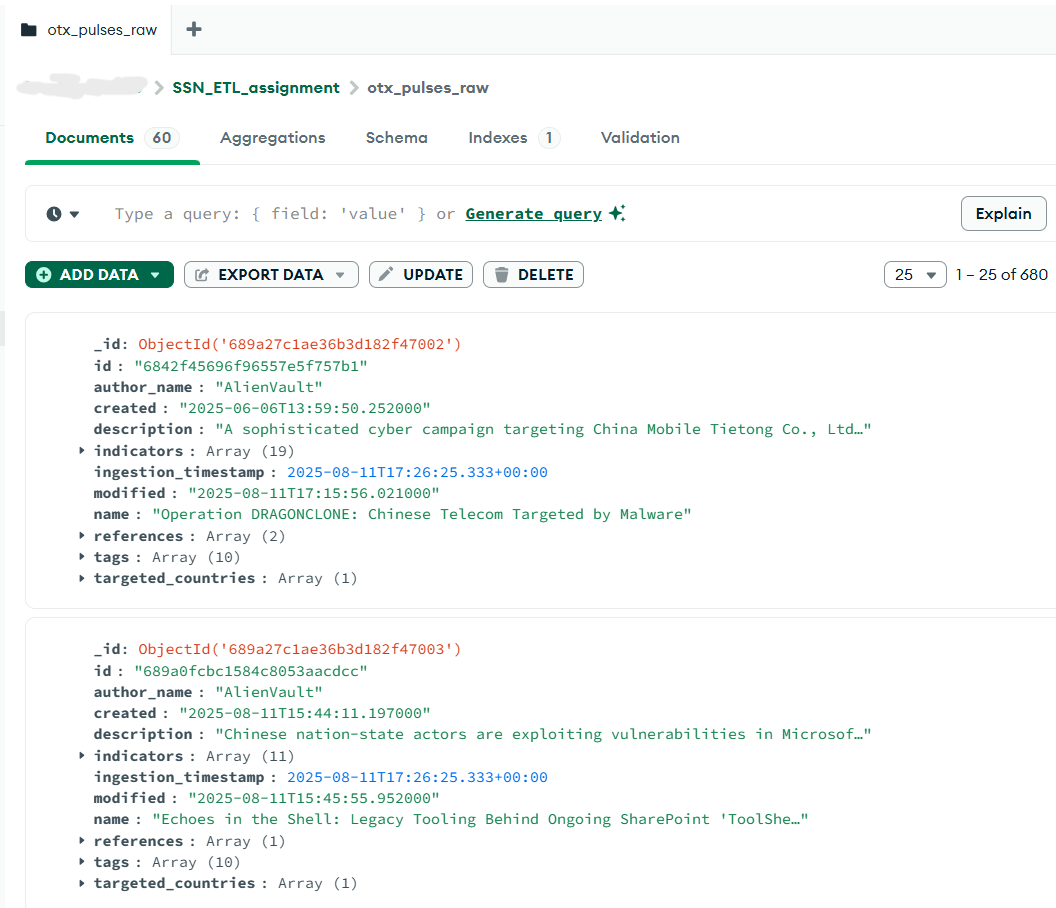 otx_pulses_raw
SSN_ETL_assignment > otx_pulses_raw
Documents 60 Aggregations Schema Indexes 1 Validation
Type a query: { field: 'value' } or Generate query
Explain
ADD DATA EXPORT DATA UPDATE DELETE 25 1 – 25 of 680
_id: ObjectId('689a27c1ae36b3d182f47002')
id : "6842f45696f96557e5f757b1"
author_name : "AlienVault"
created : "2025-06-06T13:59:50.252000"
description : "A sophisticated cyber campaign targeting China Mobile Tietong Co., Ltd…"
indicators : Array (19)
ingestion_timestamp : 2025-08-11T17:26:25.333+00:00
modified : "2025-08-11T17:15:56.021000"
name : "Operation DRAGONCLONE: Chinese Telecom Targeted by Malware"
references : Array (2)
tags : Array (10)
targeted_countries : Array (1)
_id: ObjectId('689a27c1ae36b3d182f47003')
id : "689a0fcbc1584c8053aacdcc"
author_name : "AlienVault"
created : "2025-08-11T15:44:11.197000"
description : "Chinese nation-state actors are exploiting vulnerabilities in Microsof…"
indicators : Array (11)
ingestion_timestamp : 2025-08-11T17:26:25.333+00:00
modified : "2025-08-11T15:45:55.952000"
name : "Echoes in the Shell: Legacy Tooling Behind Ongoing SharePoint 'ToolShe…"
references : Array (1)
tags : Array (10)
targeted_countries : Array (1)